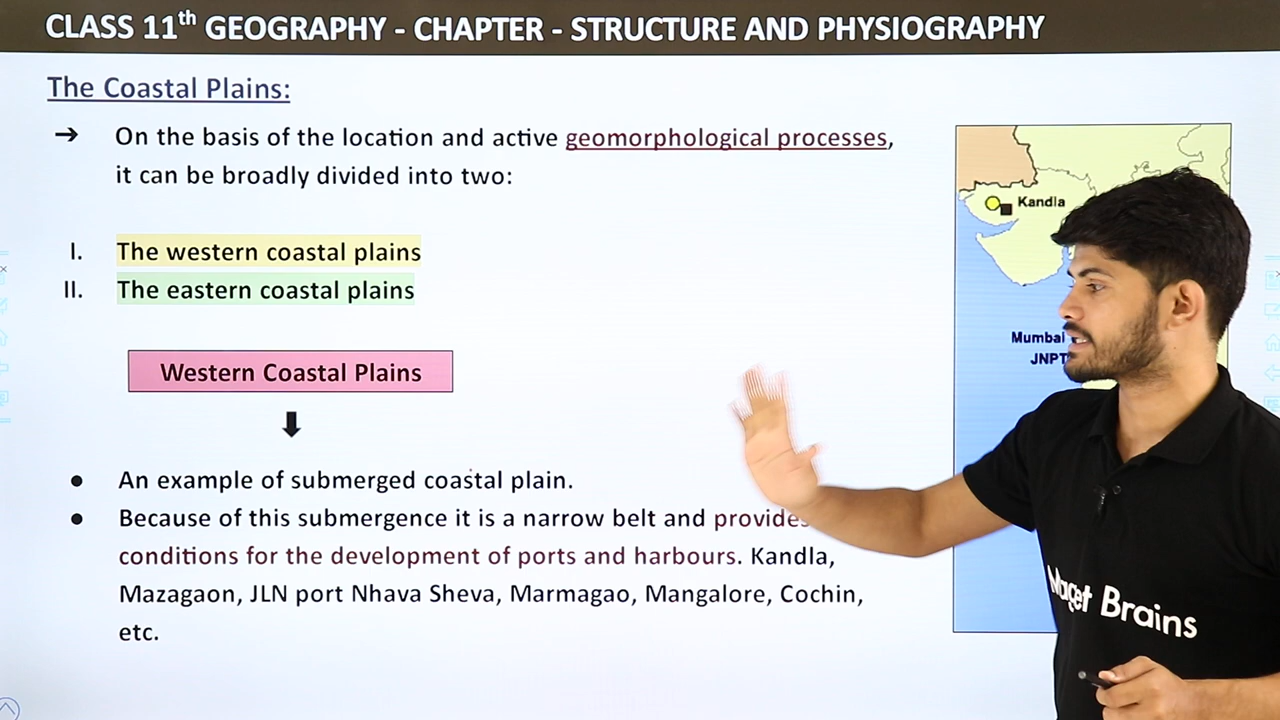 CLASS 11th GEOGRAPHY - CHAPTER - STRUCTURE AND PHYSIOGRAPHY
The Coastal Plains:
→ On the basis of the location and active geomorphological processes,
it can be broadly divided into two:
I. The western coastal plains
II. The eastern coastal plains
Western Coastal Plains
● An example of submerged coastal plain.
● Because of this submergence it is a narrow belt and provides
conditions for the development of ports and harbours. Kandla,
Mazagaon, JLN port Nhava Sheva, Marmagao, Mangalore, Cochin,
etc.
Kandla
Mumbai
JNPT
Brains